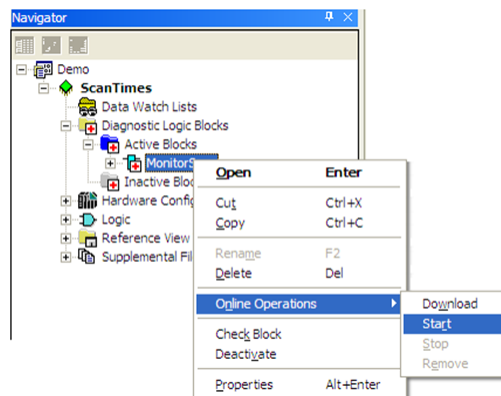 Navigator
Demo
ScanTimes
Data Watch Lists
Diagnostic Logic Blocks
Active Blocks
Inactive Bloc
Hardware Config
Logic
Reference View
Supplemental Fil
Open Enter
Cut Ctrl+X
Copy Ctrl+C
Rename F2
Delete Del
Online Operations
Check Block
Deactivate
Properties Alt+Enter
Download
Start
Stop
Remove